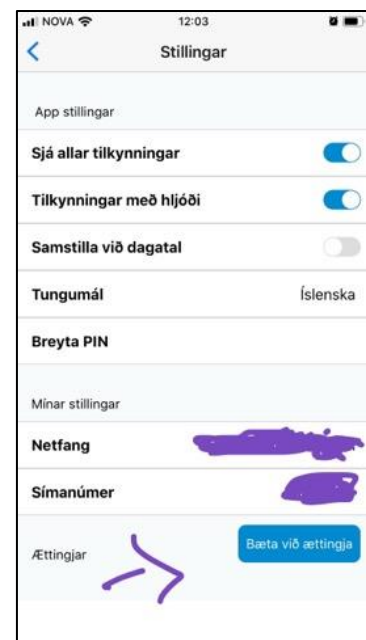 NOVA 12:03
Stillingar
App stillingar
Sjá allar tilkynningar
Tilkynningar með hljóði
Samstilla við dagatal
Tungumál Íslenska
Breyta PIN
Mínar stillingar
Netfang
Símanúmer
Ættingjar Bæta við ættingja